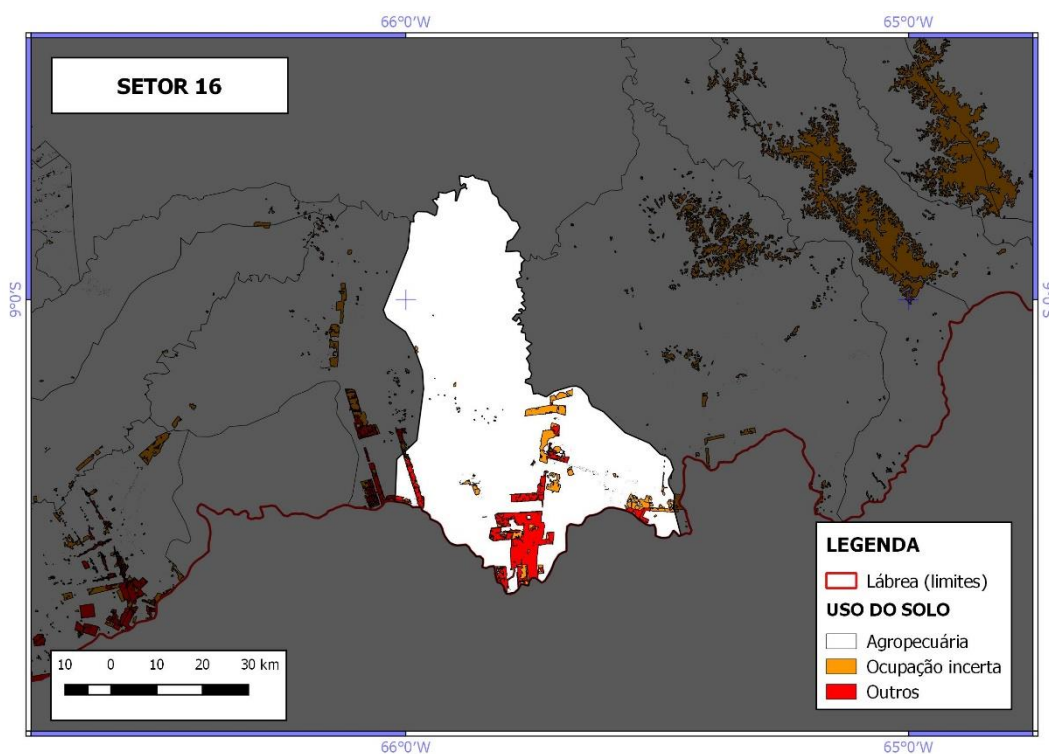 66°0'W 65°0'W
SETOR 16
9°0'S 9°0'S
LEGENDA
Lábrea (limites)
USO DO SOLO
Agropecuária
Ocupação incerta
Outros
10 0 10 20 30 km
66°0'W 65°0'W